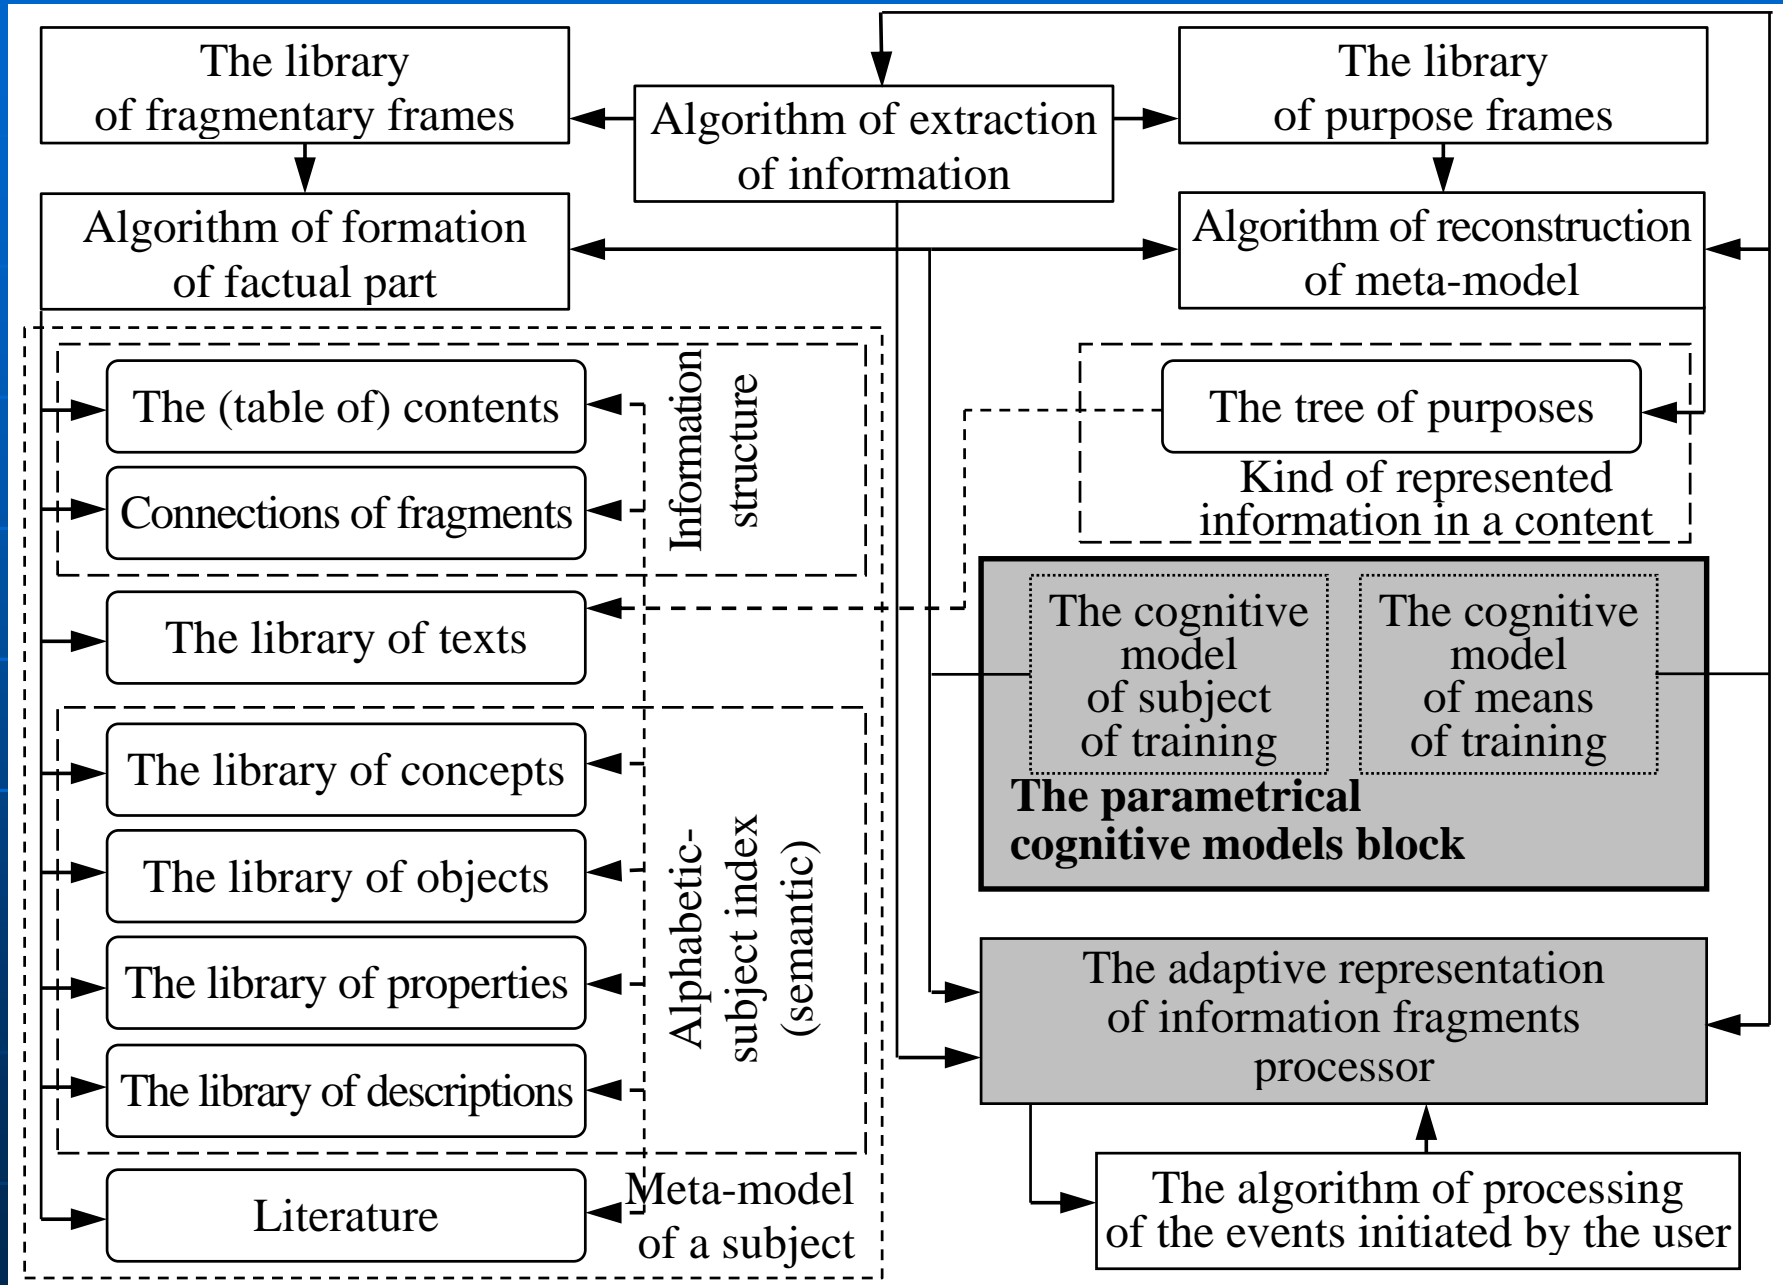 The library
of fragmentary frames
Algorithm of extraction
of information
The library
of purpose frames
Algorithm of formation
of factual part
Algorithm of reconstruction
of meta-model
The (table of) contents
Connections of fragments
Information
structure
The tree of purposes
Kind of represented
information in a content
The library of texts
The cognitive
model
of subject
of training
The cognitive
model
of means
of training
The parametrical
cognitive models block
The library of concepts
The library of objects
The library of properties
The library of descriptions
Alphabetic-
subject index
(semantic)
The adaptive representation
of information fragments
processor
Literature
Meta-model
of a subject
The algorithm of processing
of the events initiated by the user